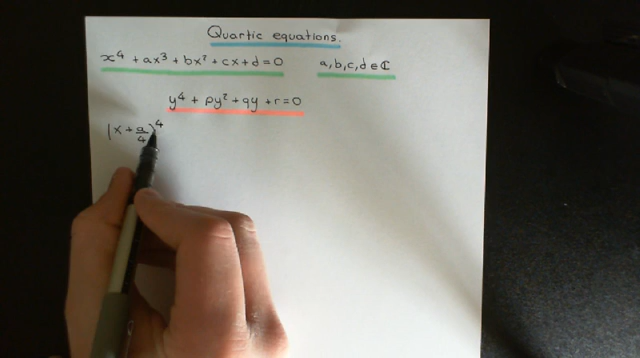 Quartic equations.
x⁴ + ax³ + bx² + cx + d = 0 a, b, c, d ∈ ℂ
y⁴ + py² + qy + r = 0
(x + a/4)⁴